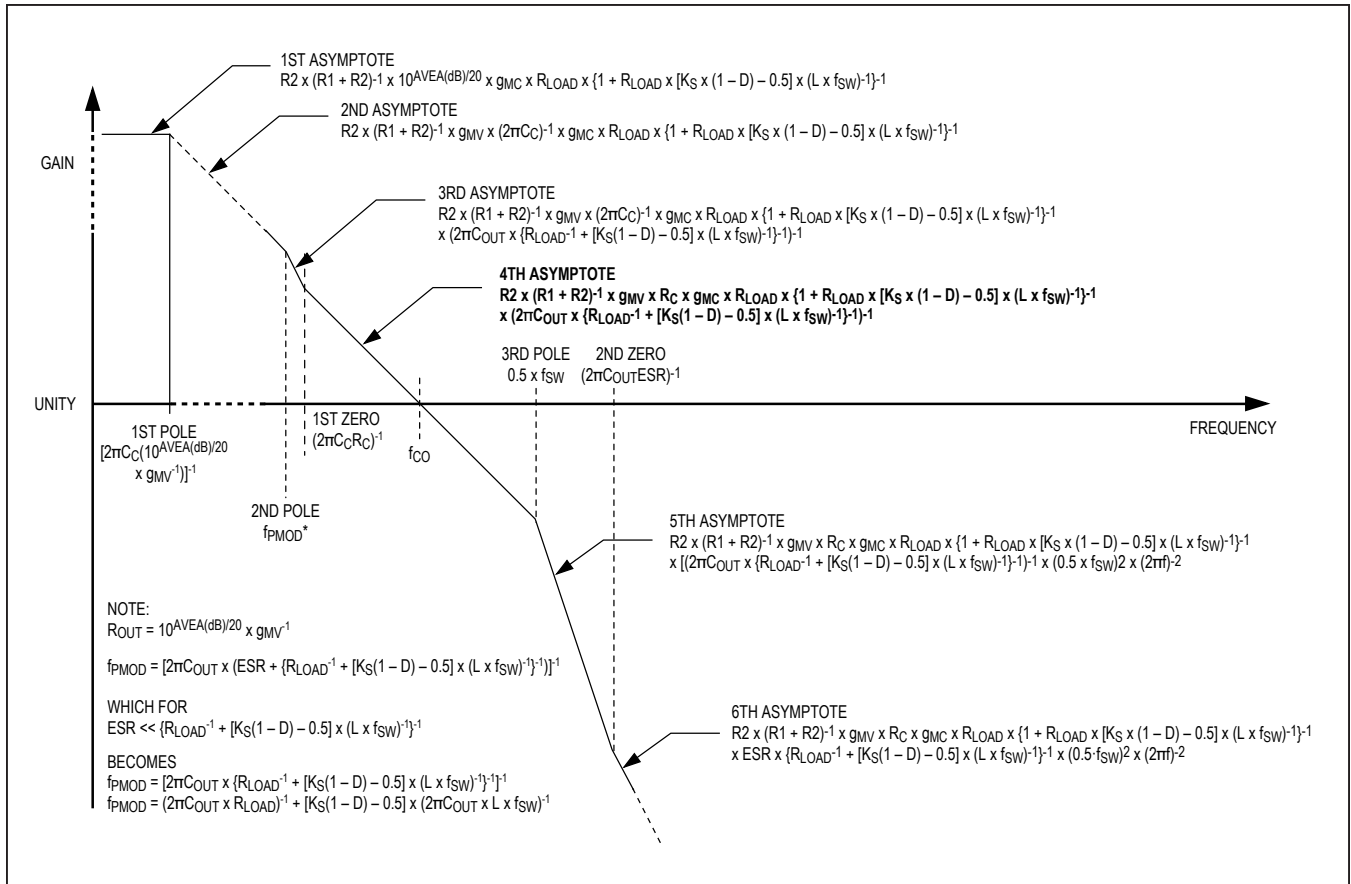 1ST ASYMPTOTE
R2 x (R1 + R2)-1 x 10AVEA(dB)/20 x gMC x RLOAD x {1 + RLOAD x [KS x (1 – D) – 0.5] x (L x fSW)-1}-1
2ND ASYMPTOTE
R2 x (R1 + R2)-1 x gMV x (2πCC)-1 x gMC x RLOAD x {1 + RLOAD x [KS x (1 – D) – 0.5] x (L x fSW)-1}-1
GAIN
3RD ASYMPTOTE
R2 x (R1 + R2)-1 x gMV x (2πCC)-1 x gMC x RLOAD x {1 + RLOAD x [KS x (1 – D) – 0.5] x (L x fSW)-1}-1
x (2πCOUT x {RLOAD-1 + [KS(1 – D) – 0.5] x (L x fSW)-1}-1)-1
4TH ASYMPTOTE
R2 x (R1 + R2)-1 x gMV x RC x gMC x RLOAD x {1 + RLOAD x [KS x (1 – D) – 0.5] x (L x fSW)-1}-1
x (2πCOUT x {RLOAD-1 + [KS(1 – D) – 0.5] x (L x fSW)-1}-1)-1
3RD POLE
0.5 x fSW
2ND ZERO
(2πCOUTESR)-1
UNITY
FREQUENCY
1ST POLE
[2πCC(10AVEA(dB)/20
x gMV-1)]-1
1ST ZERO
(2πCCRC)-1
fCO
2ND POLE
fPMOD*
5TH ASYMPTOTE
R2 x (R1 + R2)-1 x gMV x RC x gMC x RLOAD x {1 + RLOAD x [KS x (1 – D) – 0.5] x (L x fSW)-1}-1
x [(2πCOUT x {RLOAD-1 + [KS(1 – D) – 0.5] x (L x fSW)-1}-1)-1 x (0.5 x fSW)2 x (2πf)-2
NOTE:
ROUT = 10AVEA(dB)/20 x gMV-1
fPMOD = [2πCOUT x (ESR + {RLOAD-1 + [KS(1 – D) – 0.5] x (L x fSW)-1}-1)]-1
WHICH FOR
ESR << {RLOAD-1 + [KS(1 – D) – 0.5] x (L x fSW)-1}-1
BECOMES
fPMOD = [2πCOUT x {RLOAD-1 + [KS(1 – D) – 0.5] x (L x fSW)-1}-1]-1
fPMOD = (2πCOUT x RLOAD)-1 + [KS(1 – D) – 0.5] x (2πCOUT x L x fSW)-1
6TH ASYMPTOTE
R2 x (R1 + R2)-1 x gMV x RC x gMC x RLOAD x {1 + RLOAD x [KS x (1 – D) – 0.5] x (L x fSW)-1}-1
x ESR x {RLOAD-1 + [KS(1 – D) – 0.5] x (L x fSW)-1}-1 x (0.5·fSW)2 x (2πf)-2